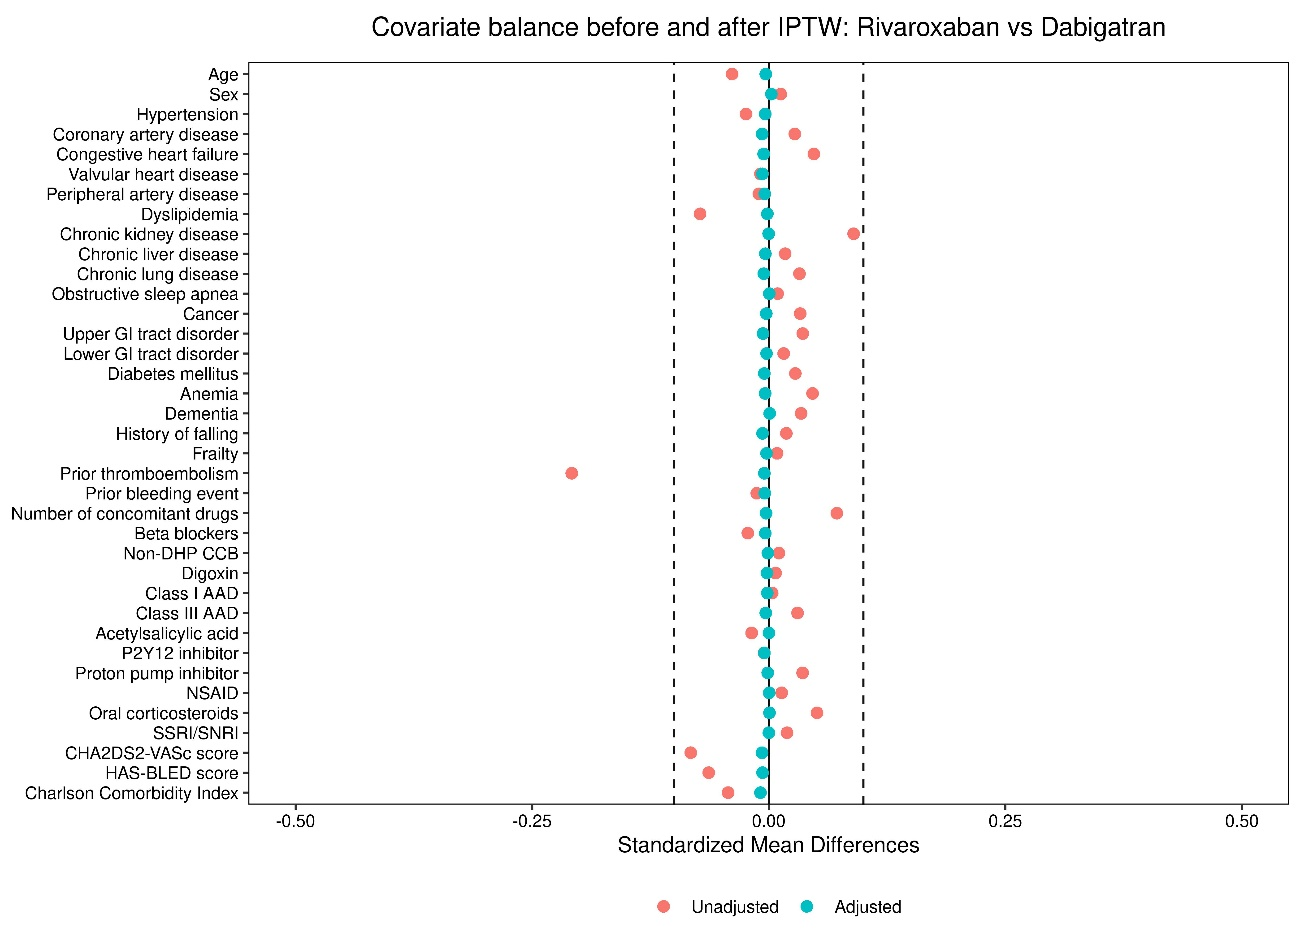 Covariate balance before and after IPTW: Rivaroxaban vs Dabigatran
Age
Sex
Hypertension
Coronary artery disease
Congestive heart failure
Valvular heart disease
Peripheral artery disease
Dyslipidemia
Chronic kidney disease
Chronic liver disease
Chronic lung disease
Obstructive sleep apnea
Cancer
Upper GI tract disorder
Lower GI tract disorder
Diabetes mellitus
Anemia
Dementia
History of falling
Frailty
Prior thromboembolism
Prior bleeding event
Number of concomitant drugs
Beta blockers
Non-DHP CCB
Digoxin
Class I AAD
Class III AAD
Acetylsalicylic acid
P2Y12 inhibitor
Proton pump inhibitor
NSAID
Oral corticosteroids
SSRI/SNRI
CHA2DS2-VASc score
HAS-BLED score
Charlson Comorbidity Index
-0.50 -0.25 0.00 0.25 0.50
Standardized Mean Differences
Unadjusted Adjusted